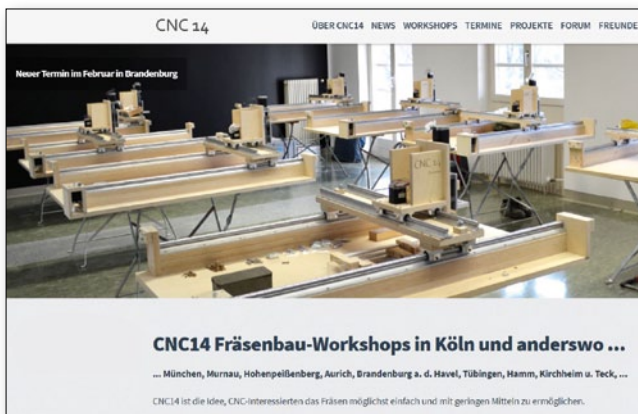 CNC 14
ÜBER CNC14 NEWS WORKSHOPS TERMINE PROJEKTE FORUM FREUNDE
Neuer Termin im Februar in Brandenburg
CNC 14
CNC14 Fräsenbau-Workshops in Köln und anderswo ...
... München, Murnau, Hohenpeißenberg, Aurich, Brandenburg a. d. Havel, Tübingen, Hamm, Kirchheim u. Teck, ...
CNC14 ist die Idee, CNC-Interessierten das Fräsen möglichst einfach und mit geringen Mitteln zu ermöglichen.